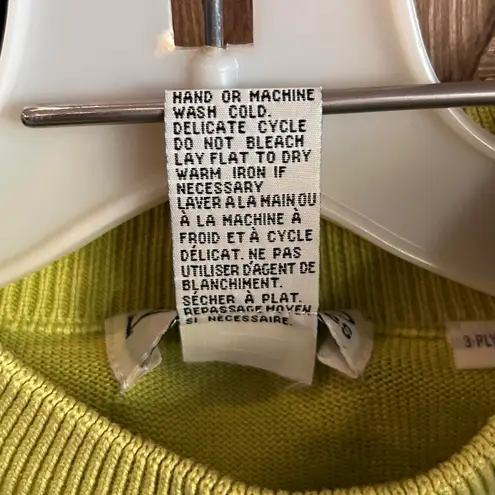 HAND OR MACHINE
WASH COLD.
DELICATE CYCLE
DO NOT BLEACH
LAY FLAT TO DRY
WARM IRON IF
NECESSARY
LAVER A LA MAIN OU
À LA MACHINE À
FROID ET À CYCLE
DÉLICAT. NE PAS
UTILISER D'AGENT DE
BLANCHIMENT.
SÉCHER À PLAT.
REPASSAGE MOYEN
SI NÉCESSAIRE.
3-PLY